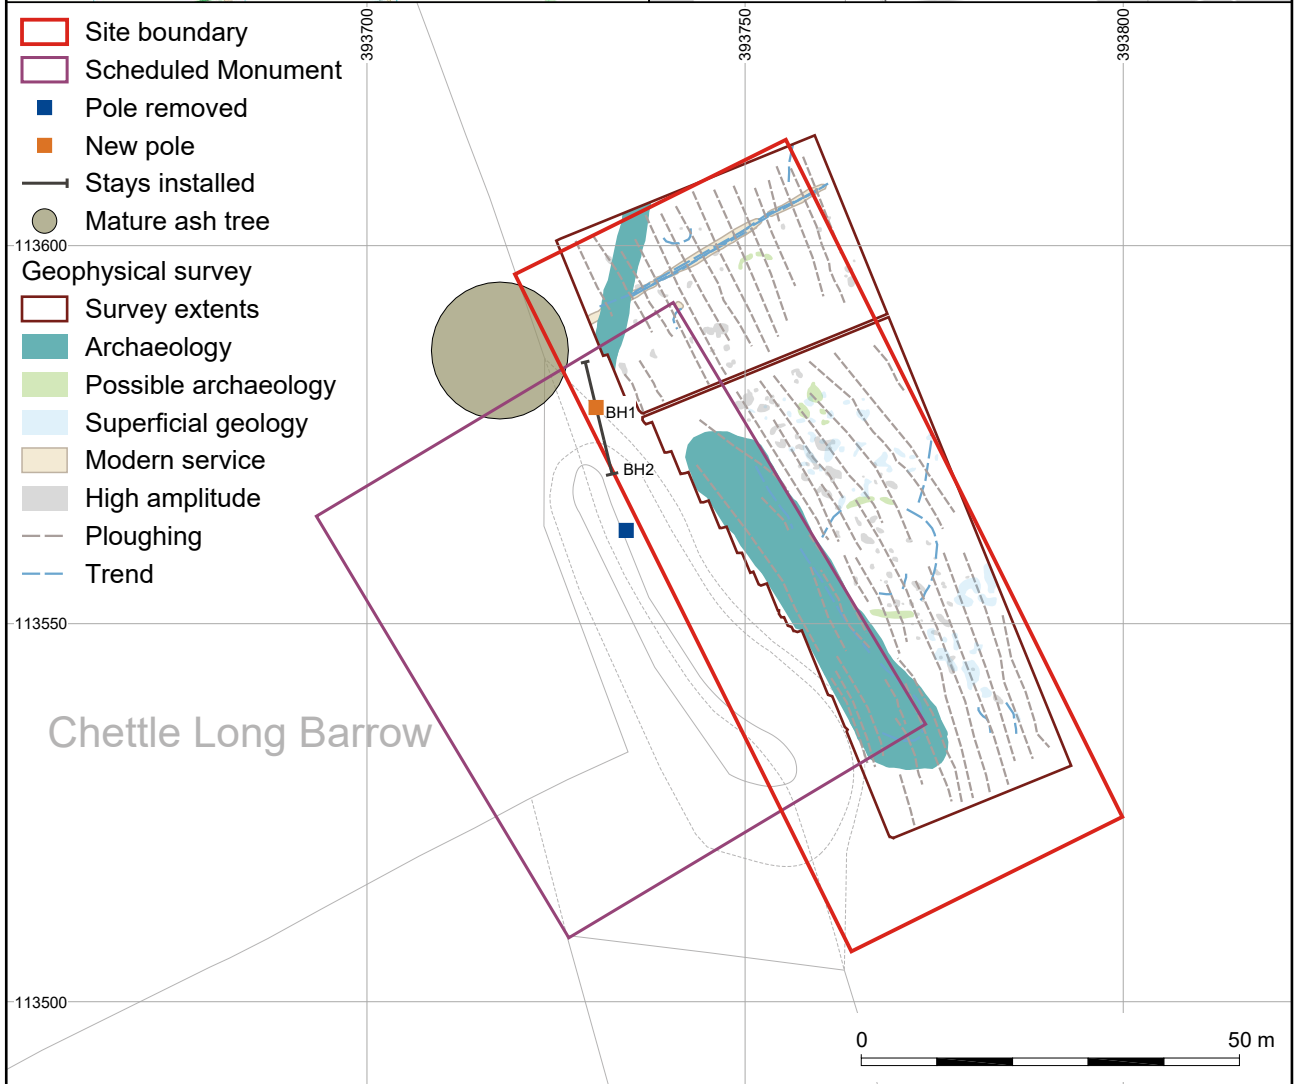 393700
393750
393800
Site boundary
Scheduled Monument
Pole removed
New pole
Stays installed
Mature ash tree
113600
Geophysical survey
Survey extents
Archaeology
Possible archaeology
Superficial geology
Modern service
High amplitude
Ploughing
Trend
BH1
BH2
113550
Chettle Long Barrow
113500
0
50 m